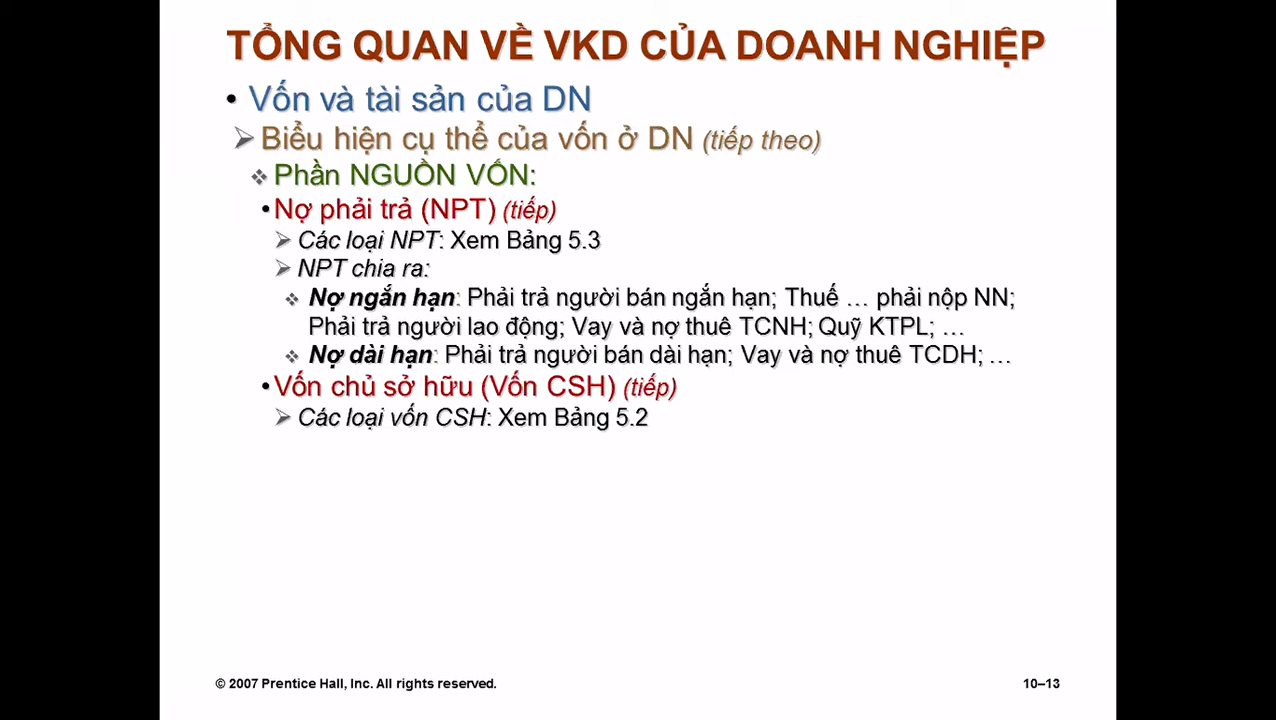 TỔNG QUAN VỀ VKD CỦA DOANH NGHIỆP
• Vốn và tài sản của DN
➢ Biểu hiện cụ thể của vốn ở DN (tiếp theo)
❖ Phần NGUỒN VỐN:
• Nợ phải trả (NPT) (tiếp)
➢ Các loại NPT: Xem Bảng 5.3
➢ NPT chia ra:
❖ Nợ ngắn hạn: Phải trả người bán ngắn hạn; Thuế … phải nộp NN;
Phải trả người lao động; Vay và nợ thuê TCNH; Quỹ KTPL; …
❖ Nợ dài hạn: Phải trả người bán dài hạn; Vay và nợ thuê TCDH; …
• Vốn chủ sở hữu (Vốn CSH) (tiếp)
➢ Các loại vốn CSH: Xem Bảng 5.2
© 2007 Prentice Hall, Inc. All rights reserved.
10–13